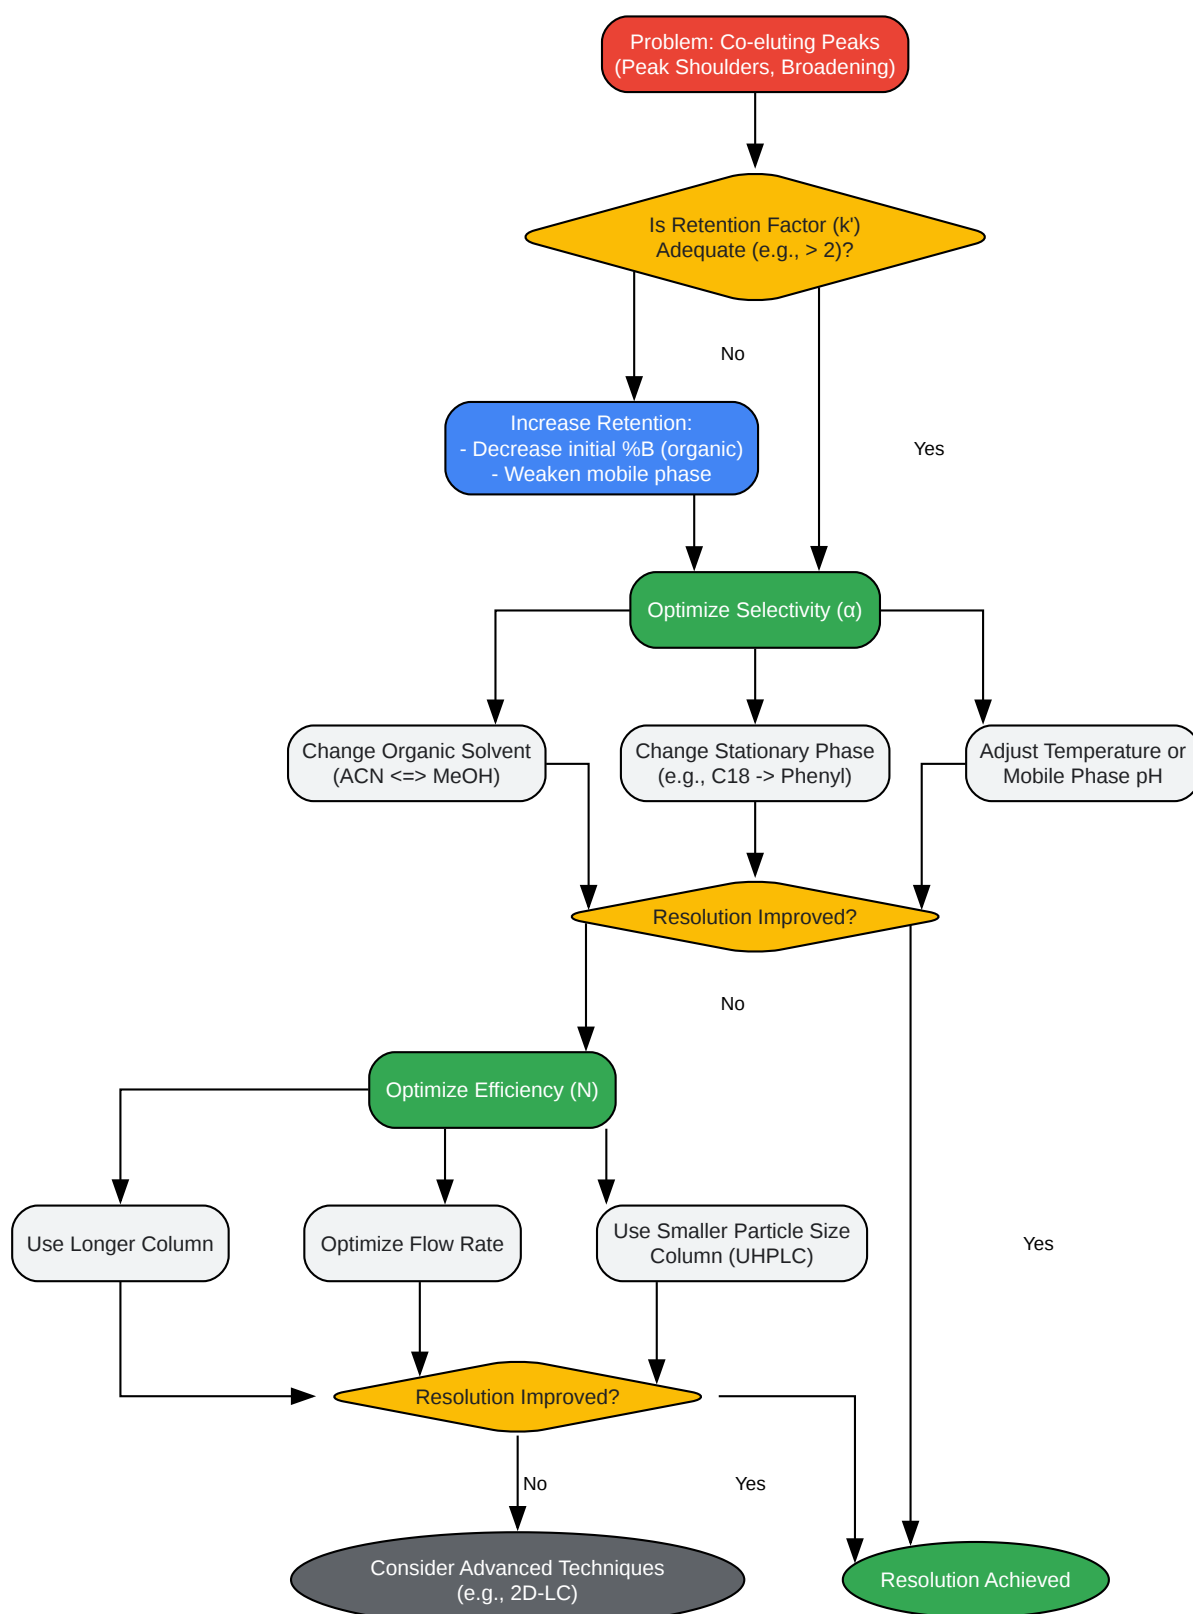 Problem: Co-eluting Peaks
(Peak Shoulders, Broadening)
Is Retention Factor (k')
Adequate (e.g., > 2)?
No
Increase Retention:
- Decrease initial %B (organic)
- Weaken mobile phase
Yes
Optimize Selectivity (α)
Change Organic Solvent
(ACN <=> MeOH)
Change Stationary Phase
(e.g., C18 -> Phenyl)
Adjust Temperature or
Mobile Phase pH
Resolution Improved?
No
Optimize Efficiency (N)
Use Longer Column
Optimize Flow Rate
Use Smaller Particle Size
Column (UHPLC)
Yes
Resolution Improved?
No
Yes
Consider Advanced Techniques
(e.g., 2D-LC)
Resolution Achieved